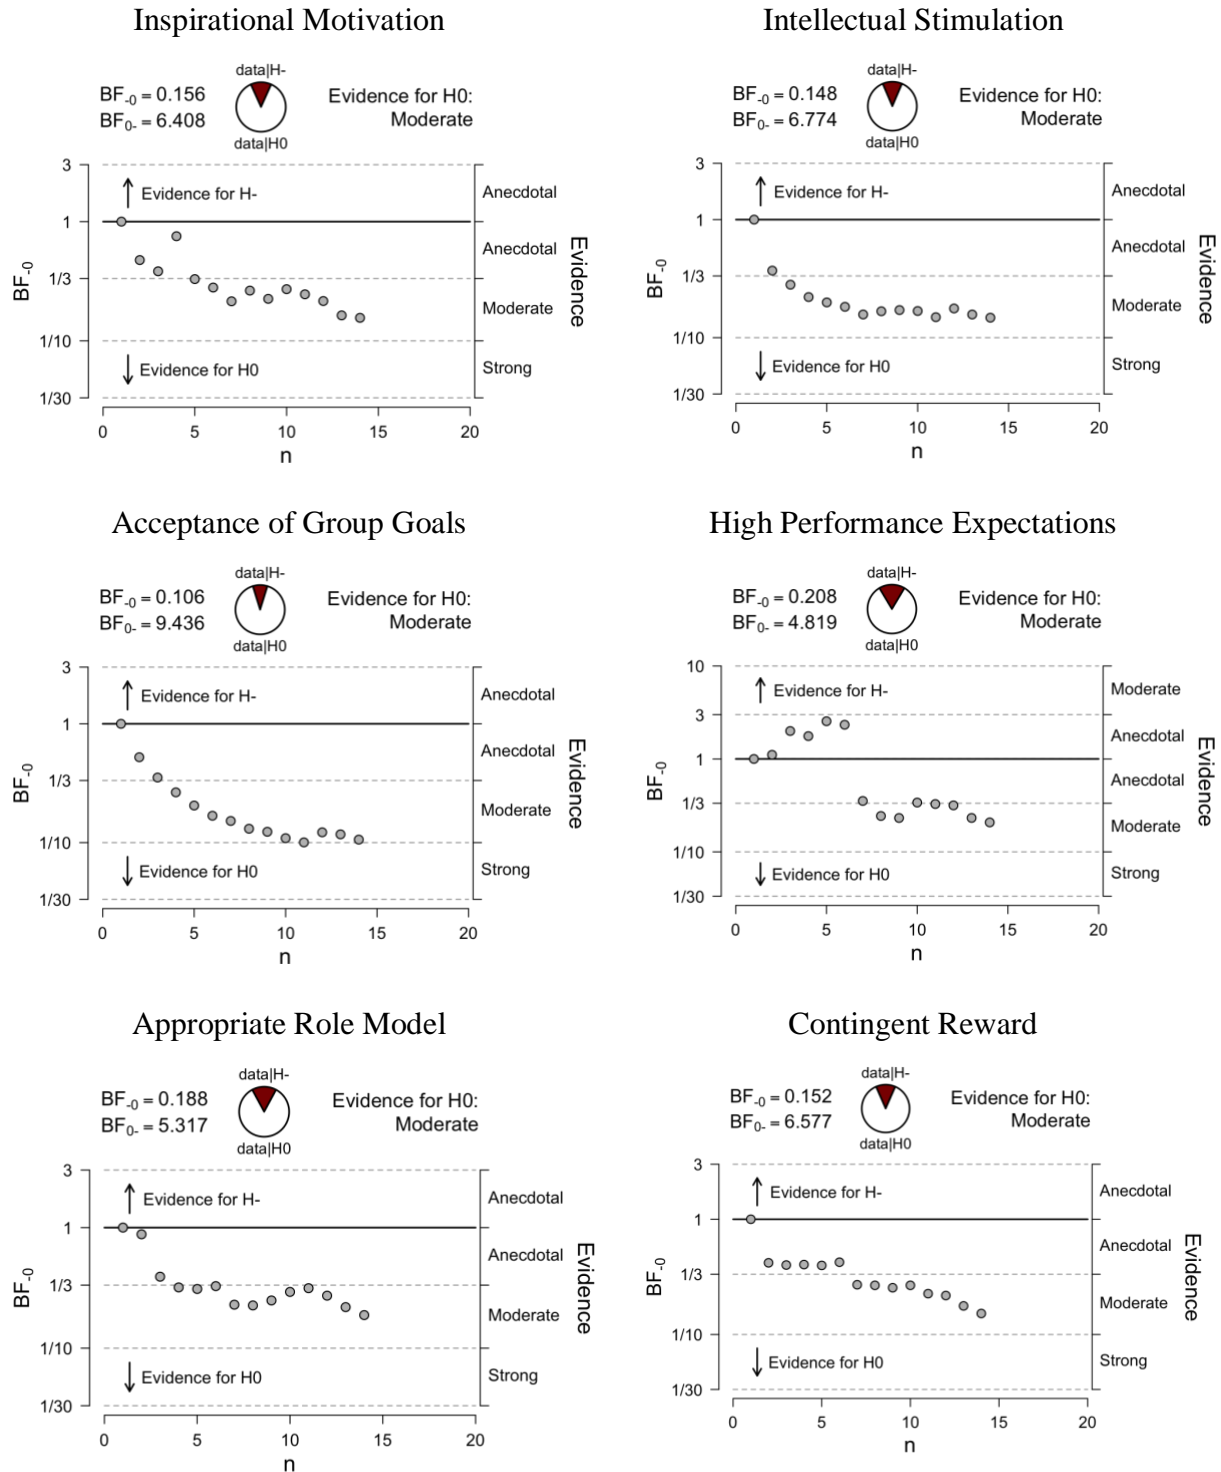 Inspirational Motivation
data|H-
BF-0 = 0.156
BF0- = 6.408
data|H0
Evidence for H0:
Moderate
3
1
1/3
1/10
1/30
BF-0
Evidence for H-
Evidence for H0
Anecdotal
Anecdotal
Moderate
Strong
Evidence
0 5 10 15 20
n
Intellectual Stimulation
data|H-
BF-0 = 0.148
BF0- = 6.774
data|H0
Evidence for H0:
Moderate
3
1
1/3
1/10
1/30
BF-0
Evidence for H-
Evidence for H0
Anecdotal
Anecdotal
Moderate
Strong
Evidence
0 5 10 15 20
n
Acceptance of Group Goals
data|H-
BF-0 = 0.106
BF0- = 9.436
data|H0
Evidence for H0:
Moderate
3
1
1/3
1/10
1/30
BF-0
Evidence for H-
Evidence for H0
Anecdotal
Anecdotal
Moderate
Strong
Evidence
0 5 10 15 20
n
High Performance Expectations
data|H-
BF-0 = 0.208
BF0- = 4.819
data|H0
Evidence for H0:
Moderate
10
3
1
1/3
1/10
1/30
BF-0
Evidence for H-
Evidence for H0
Moderate
Anecdotal
Anecdotal
Moderate
Strong
Evidence
0 5 10 15 20
n
Appropriate Role Model
data|H-
BF-0 = 0.188
BF0- = 5.317
data|H0
Evidence for H0:
Moderate
3
1
1/3
1/10
1/30
BF-0
Evidence for H-
Evidence for H0
Anecdotal
Anecdotal
Moderate
Strong
Evidence
0 5 10 15 20
n
Contingent Reward
data|H-
BF-0 = 0.152
BF0- = 6.577
data|H0
Evidence for H0:
Moderate
3
1
1/3
1/10
1/30
BF-0
Evidence for H-
Evidence for H0
Anecdotal
Anecdotal
Moderate
Strong
Evidence
0 5 10 15 20
n